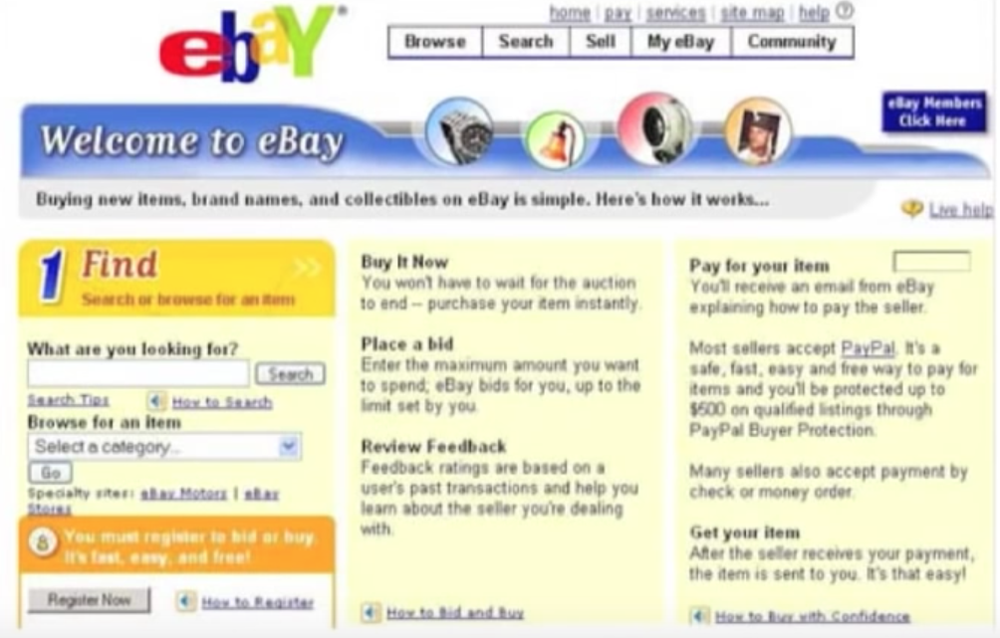 ebaY
home | pay | services | site map | help
Browse Search Sell My eBay Community
Welcome to eBay
eBay Members
Click Here
Buying new items, brand names, and collectibles on eBay is simple. Here's how it works...
Live help
1 Find
Search or browse for an item
What are you looking for?
Search
Search Tips How to Search
Browse for an item
Select a category...
Go
Specialty sites: eBay Motors | eBay
Stores
You must register to bid or buy.
It's fast, easy, and free!
Register Now How to Register
Buy It Now
You won't have to wait for the auction
to end -- purchase your item instantly.
Place a bid
Enter the maximum amount you want
to spend; eBay bids for you, up to the
limit set by you.
Review Feedback
Feedback ratings are based on a
user's past transactions and help you
learn about the seller you're dealing
with.
How to Bid and Buy
Pay for your item
You'll receive an email from eBay
explaining how to pay the seller.
Most sellers accept PayPal. It's a
safe, fast, easy and free way to pay for
items and you'll be protected up to
$500 on qualified listings through
PayPal Buyer Protection.
Many sellers also accept payment by
check or money order.
Get your item
After the seller receives your payment,
the item is sent to you. It's that easy!
How to Buy with Confidence